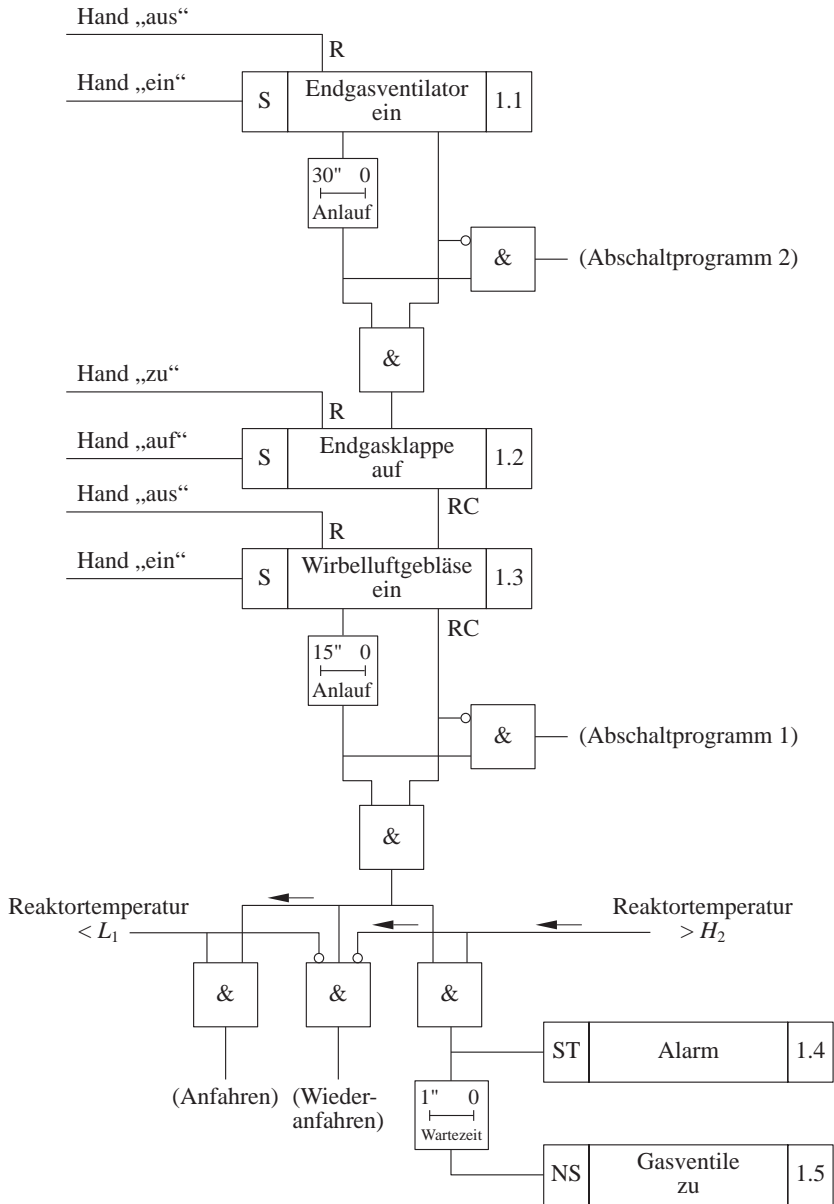 Hand „aus“
R
Hand „ein“
S
Endgasventilator
ein
1.1
30" 0
Anlauf
&
(Abschaltprogramm 2)
&
Hand „zu“
R
Hand „auf“
S
Endgasklappe
auf
1.2
Hand „aus“
RC
R
Hand „ein“
S
Wirbelluftgebläse
ein
1.3
RC
15" 0
Anlauf
&
(Abschaltprogramm 1)
&
Reaktortemperatur
< L₁
Reaktortemperatur
> H₂
&
&
&
ST
Alarm
1.4
(Anfahren)
(Wieder-
anfahren)
1" 0
Wartezeit
NS
Gasventile
zu
1.5